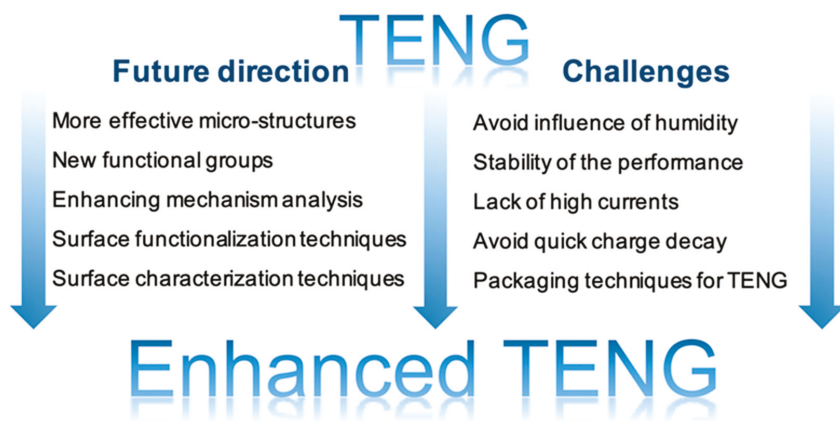 TENG
Future direction
More effective micro-structures
New functional groups
Enhancing mechanism analysis
Surface functionalization techniques
Surface characterization techniques
Challenges
Avoid influence of humidity
Stability of the performance
Lack of high currents
Avoid quick charge decay
Packaging techniques for TENG
Enhanced TENG